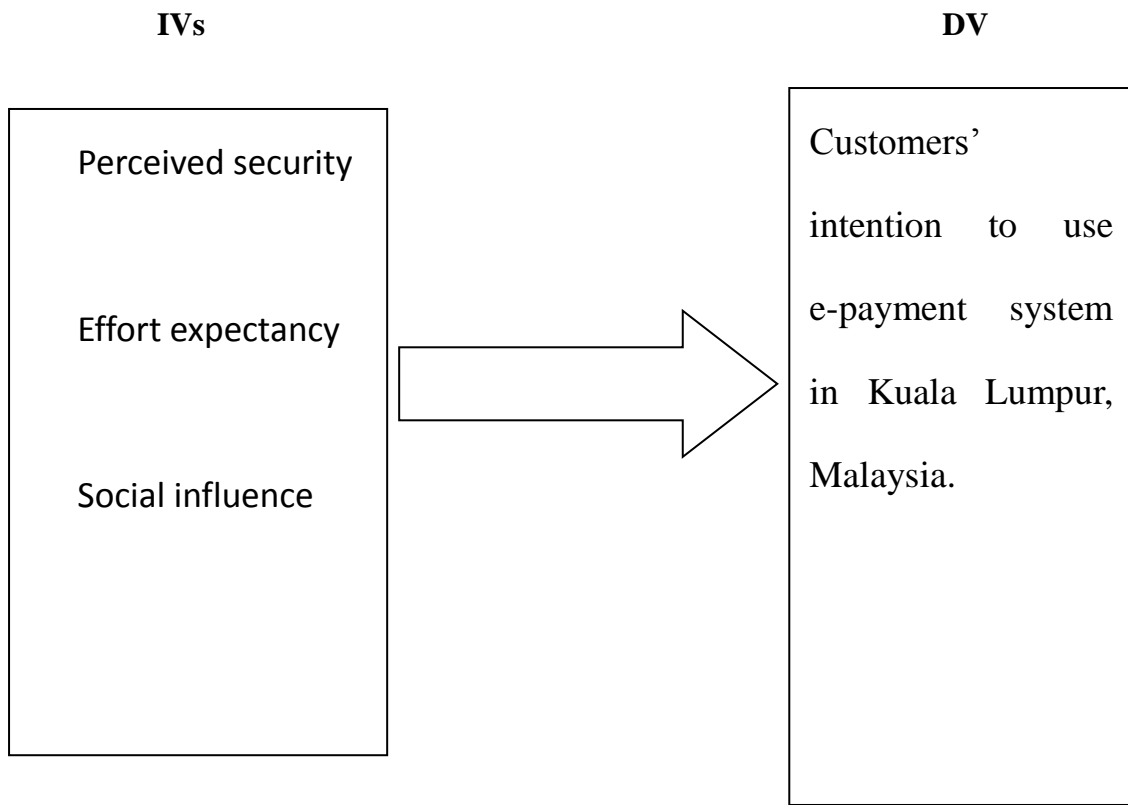 IVs
DV
Perceived security
Effort expectancy
Social influence
Customers’
intention to use
e-payment system
in Kuala Lumpur,
Malaysia.